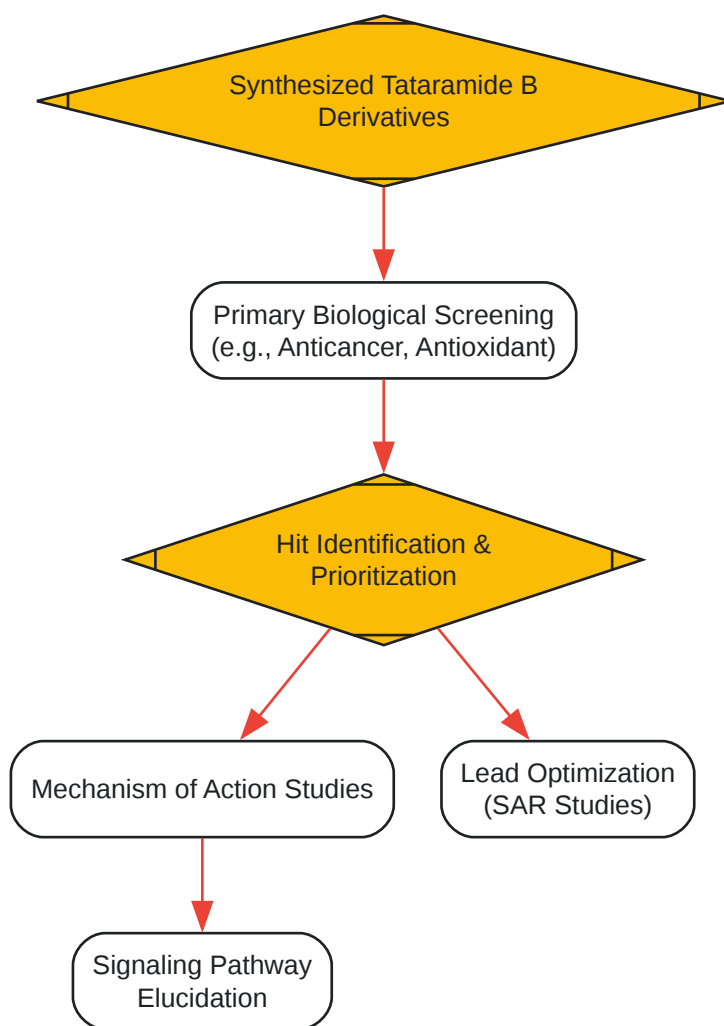 Synthesized Tataramide B
Derivatives
Primary Biological Screening
(e.g., Anticancer, Antioxidant)
Hit Identification &
Prioritization
Mechanism of Action Studies
Lead Optimization
(SAR Studies)
Signaling Pathway
Elucidation